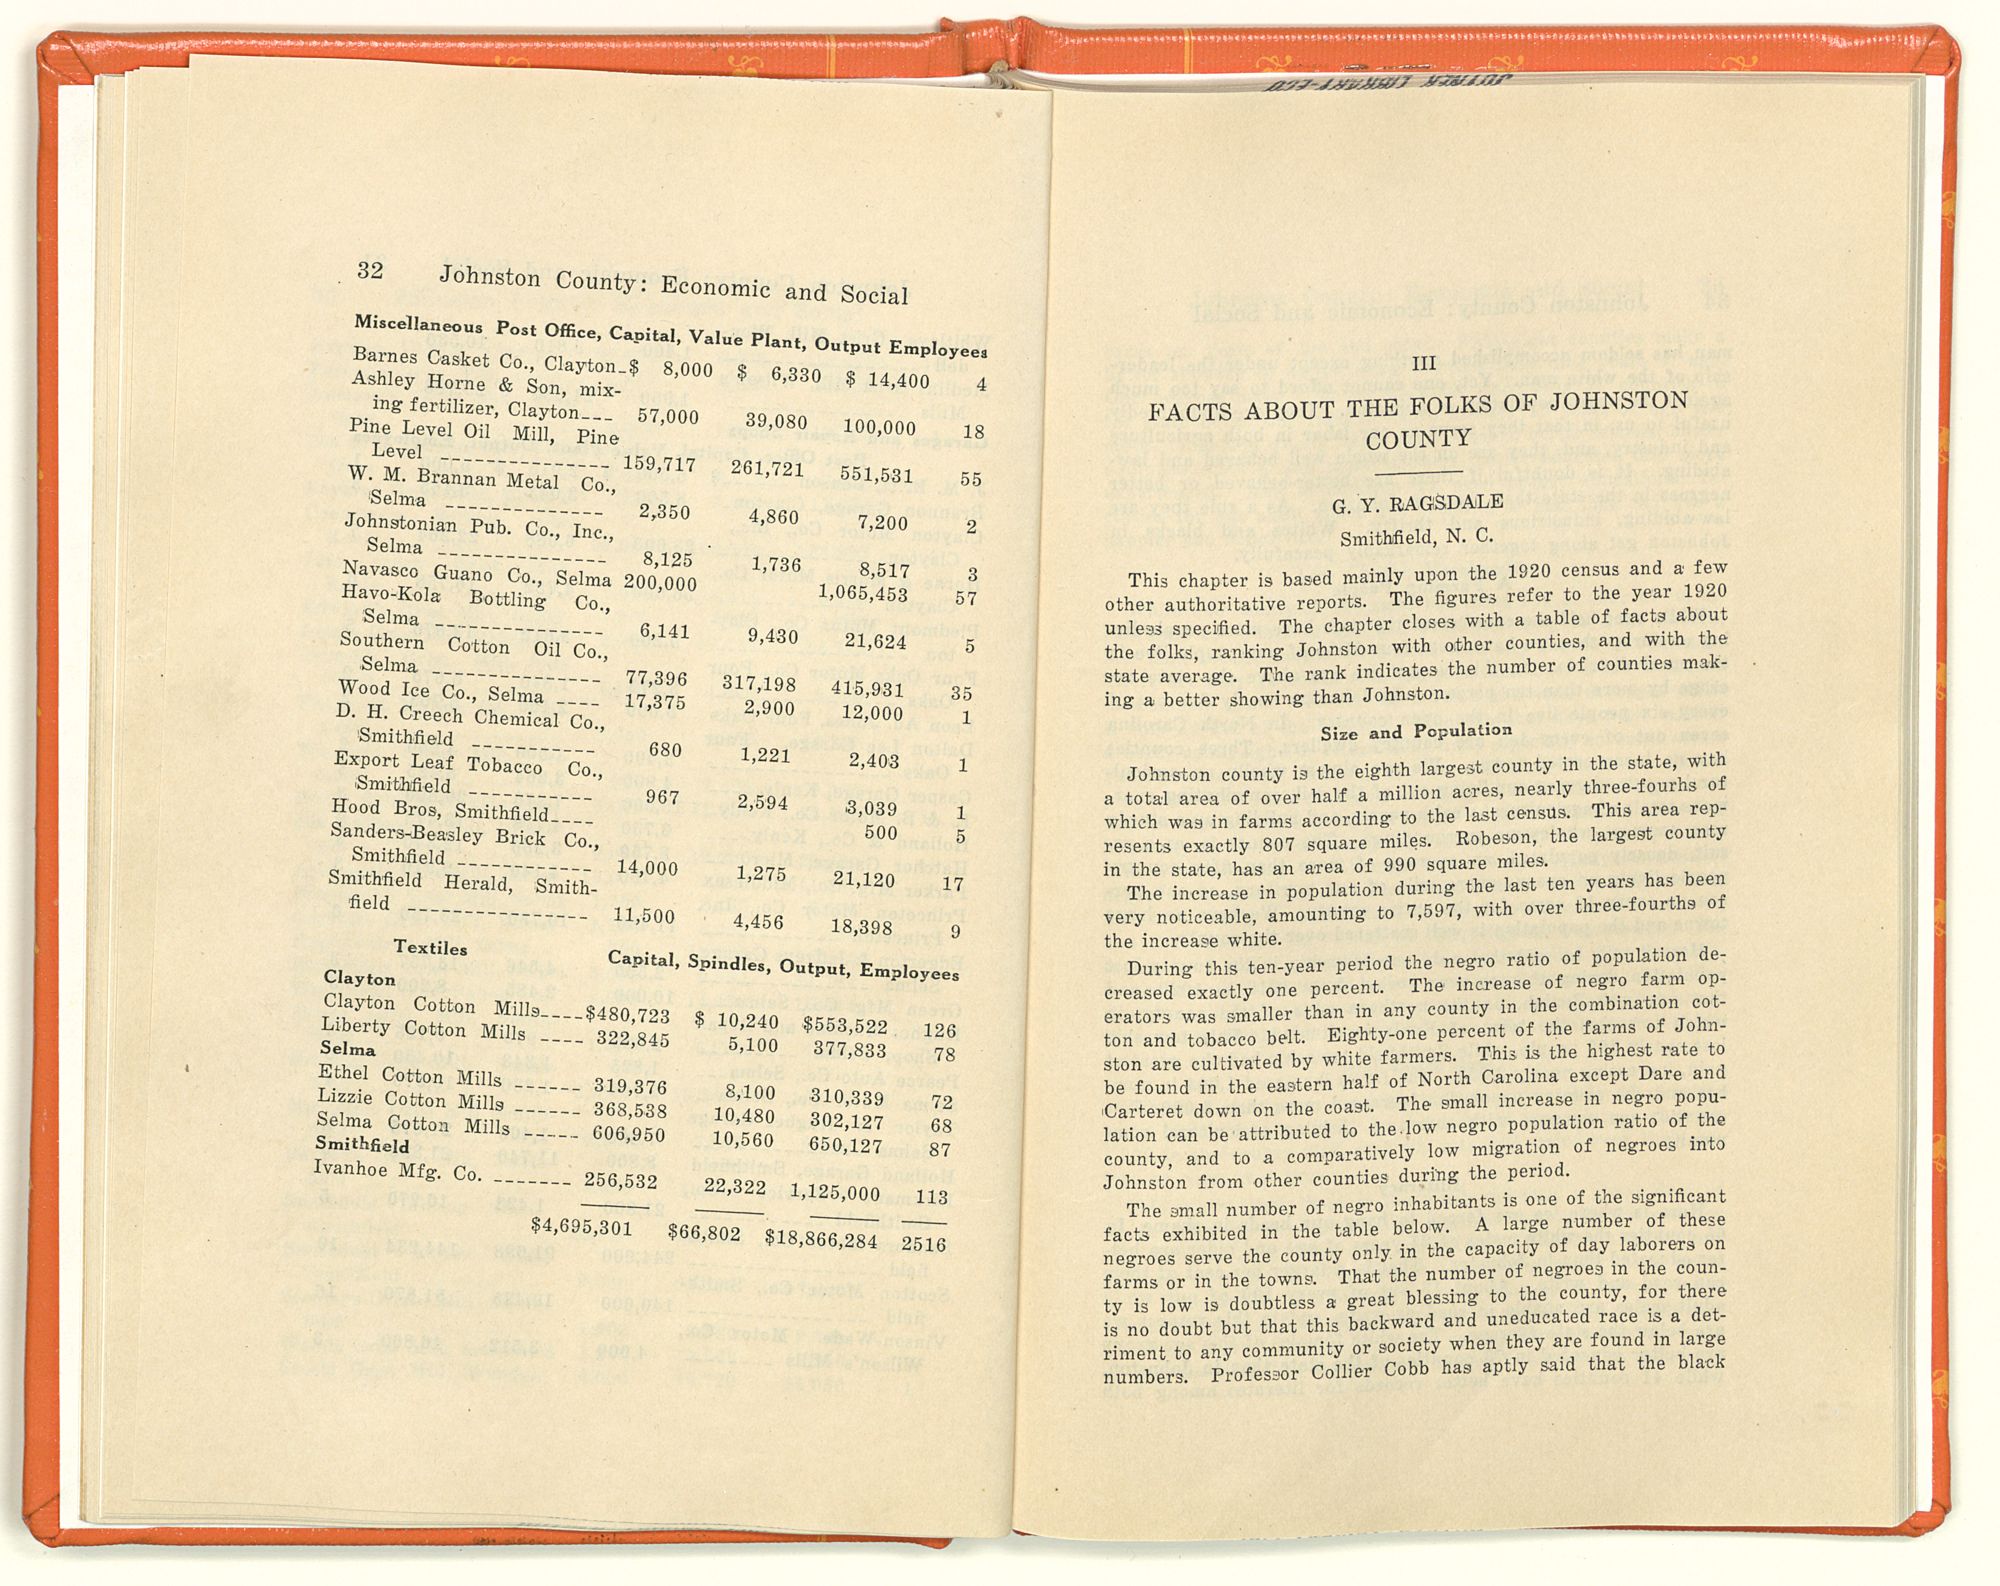 32 Johnston County: Economic and Social
Miscellaneous Post Office, Capital, Value Plant, Output Employees
Barnes Casket Co., Clayton_$ 8,000 $ 6,330 $ 14,400 4
Ashley Horne & Son, mix-
ing fertilizer, Clayton___ 57,000 39,080 100,000 18
Pine Level Oil Mill, Pine
Level _______________ 159,717 261,721 551,531 55
W. M. Brannan Metal Co.,
Selma ______________ 2,350 4,860 7,200 2
Johnstonian Pub. Co., Inc.,
Selma _______________ 8,125 1,736 8,517 3
Navasco Guano Co., Selma 200,000 1,065,453 57
Havo-Kola Bottling Co.,
Selma _______________ 6,141 9,430 21,624 5
Southern Cotton Oil Co.,
Selma _______________ 77,396 317,198 415,931 35
Wood Ice Co., Selma ____ 17,375 2,900 12,000 1
D. H. Creech Chemical Co.,
Smithfield ___________ 680 1,221 2,403 1
Export Leaf Tobacco Co.,
Smithfield ___________ 967 2,594 3,039 1
Hood Bros, Smithfield____ 500 5
Sanders-Beasley Brick Co.,
Smithfield ____________ 14,000 1,275 21,120 17
Smithfield Herald, Smith-
field ________________ 11,500 4,456 18,398 9
Textiles Capital, Spindles, Output, Employees
Clayton
Clayton Cotton Mills____$480,723 $ 10,240 $553,522 126
Liberty Cotton Mills ____ 322,845 5,100 377,833 78
Selma
Ethel Cotton Mills ______ 319,376 8,100 310,339 72
Lizzie Cotton Mills ______ 368,538 10,480 302,127 68
Selma Cotton Mills ______ 606,950 10,560 650,127 87
Smithfield
Ivanhoe Mfg. Co. _______ 256,532 22,322 1,125,000 113
$4,695,301 $66,802 $18,866,284 2516
JOYNER LIBRARY-ECU
III
FACTS ABOUT THE FOLKS OF JOHNSTON
COUNTY
G. Y. RAGSDALE
Smithfield, N. C.
This chapter is based mainly upon the 1920 census and a few
other authoritative reports. The figures refer to the year 1920
unless specified. The chapter closes with a table of facts about
the folks, ranking Johnston with other counties, and with the
state average. The rank indicates the number of counties mak-
ing a better showing than Johnston.
Size and Population
Johnston county is the eighth largest county in the state, with
a total area of over half a million acres, nearly three-fourhs of
which was in farms according to the last census. This area rep-
resents exactly 807 square miles. Robeson, the largest county
in the state, has an area of 990 square miles.
The increase in population during the last ten years has been
very noticeable, amounting to 7,597, with over three-fourths of
the increase white.
During this ten-year period the negro ratio of population de-
creased exactly one percent. The increase of negro farm op-
erators was smaller than in any county in the combination cot-
ton and tobacco belt. Eighty-one percent of the farms of John-
ston are cultivated by white farmers. This is the highest rate to
be found in the eastern half of North Carolina except Dare and
Carteret down on the coast. The small increase in negro popu-
lation can be attributed to the low negro population ratio of the
county, and to a comparatively low migration of negroes into
Johnston from other counties during the period.
The small number of negro inhabitants is one of the significant
facts exhibited in the table below. A large number of these
negroes serve the county only in the capacity of day laborers on
farms or in the towns. That the number of negroes in the coun-
ty is low is doubtless a great blessing to the county, for there
is no doubt but that this backward and uneducated race is a det-
riment to any community or society when they are found in large
numbers. Professor Collier Cobb has aptly said that the black